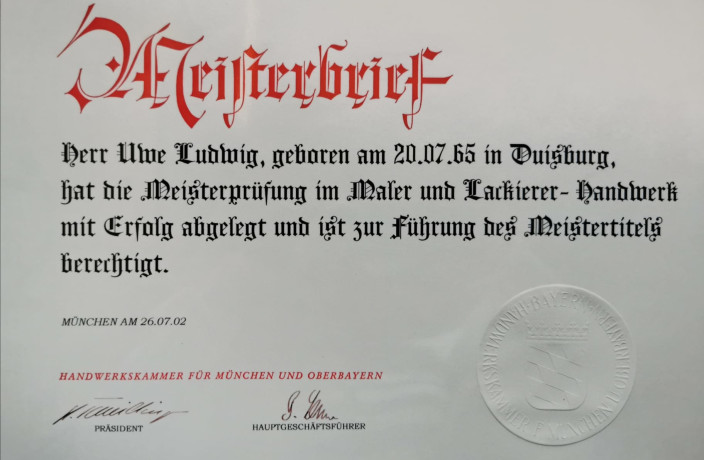 Meisterbrief
Herr Uwe Ludwig, geboren am 20.07.65 in Duisburg,
hat die Meisterprüfung im Maler und Lackierer-Handwerk
mit Erfolg abgelegt und ist zur Führung des Meistertitels
berechtigt.
MÜNCHEN AM 26.07.02
HANDWERKSKAMMER FÜR MÜNCHEN UND OBERBAYERN
PRÄSIDENT
HAUPTGESCHÄFTSFÜHRER